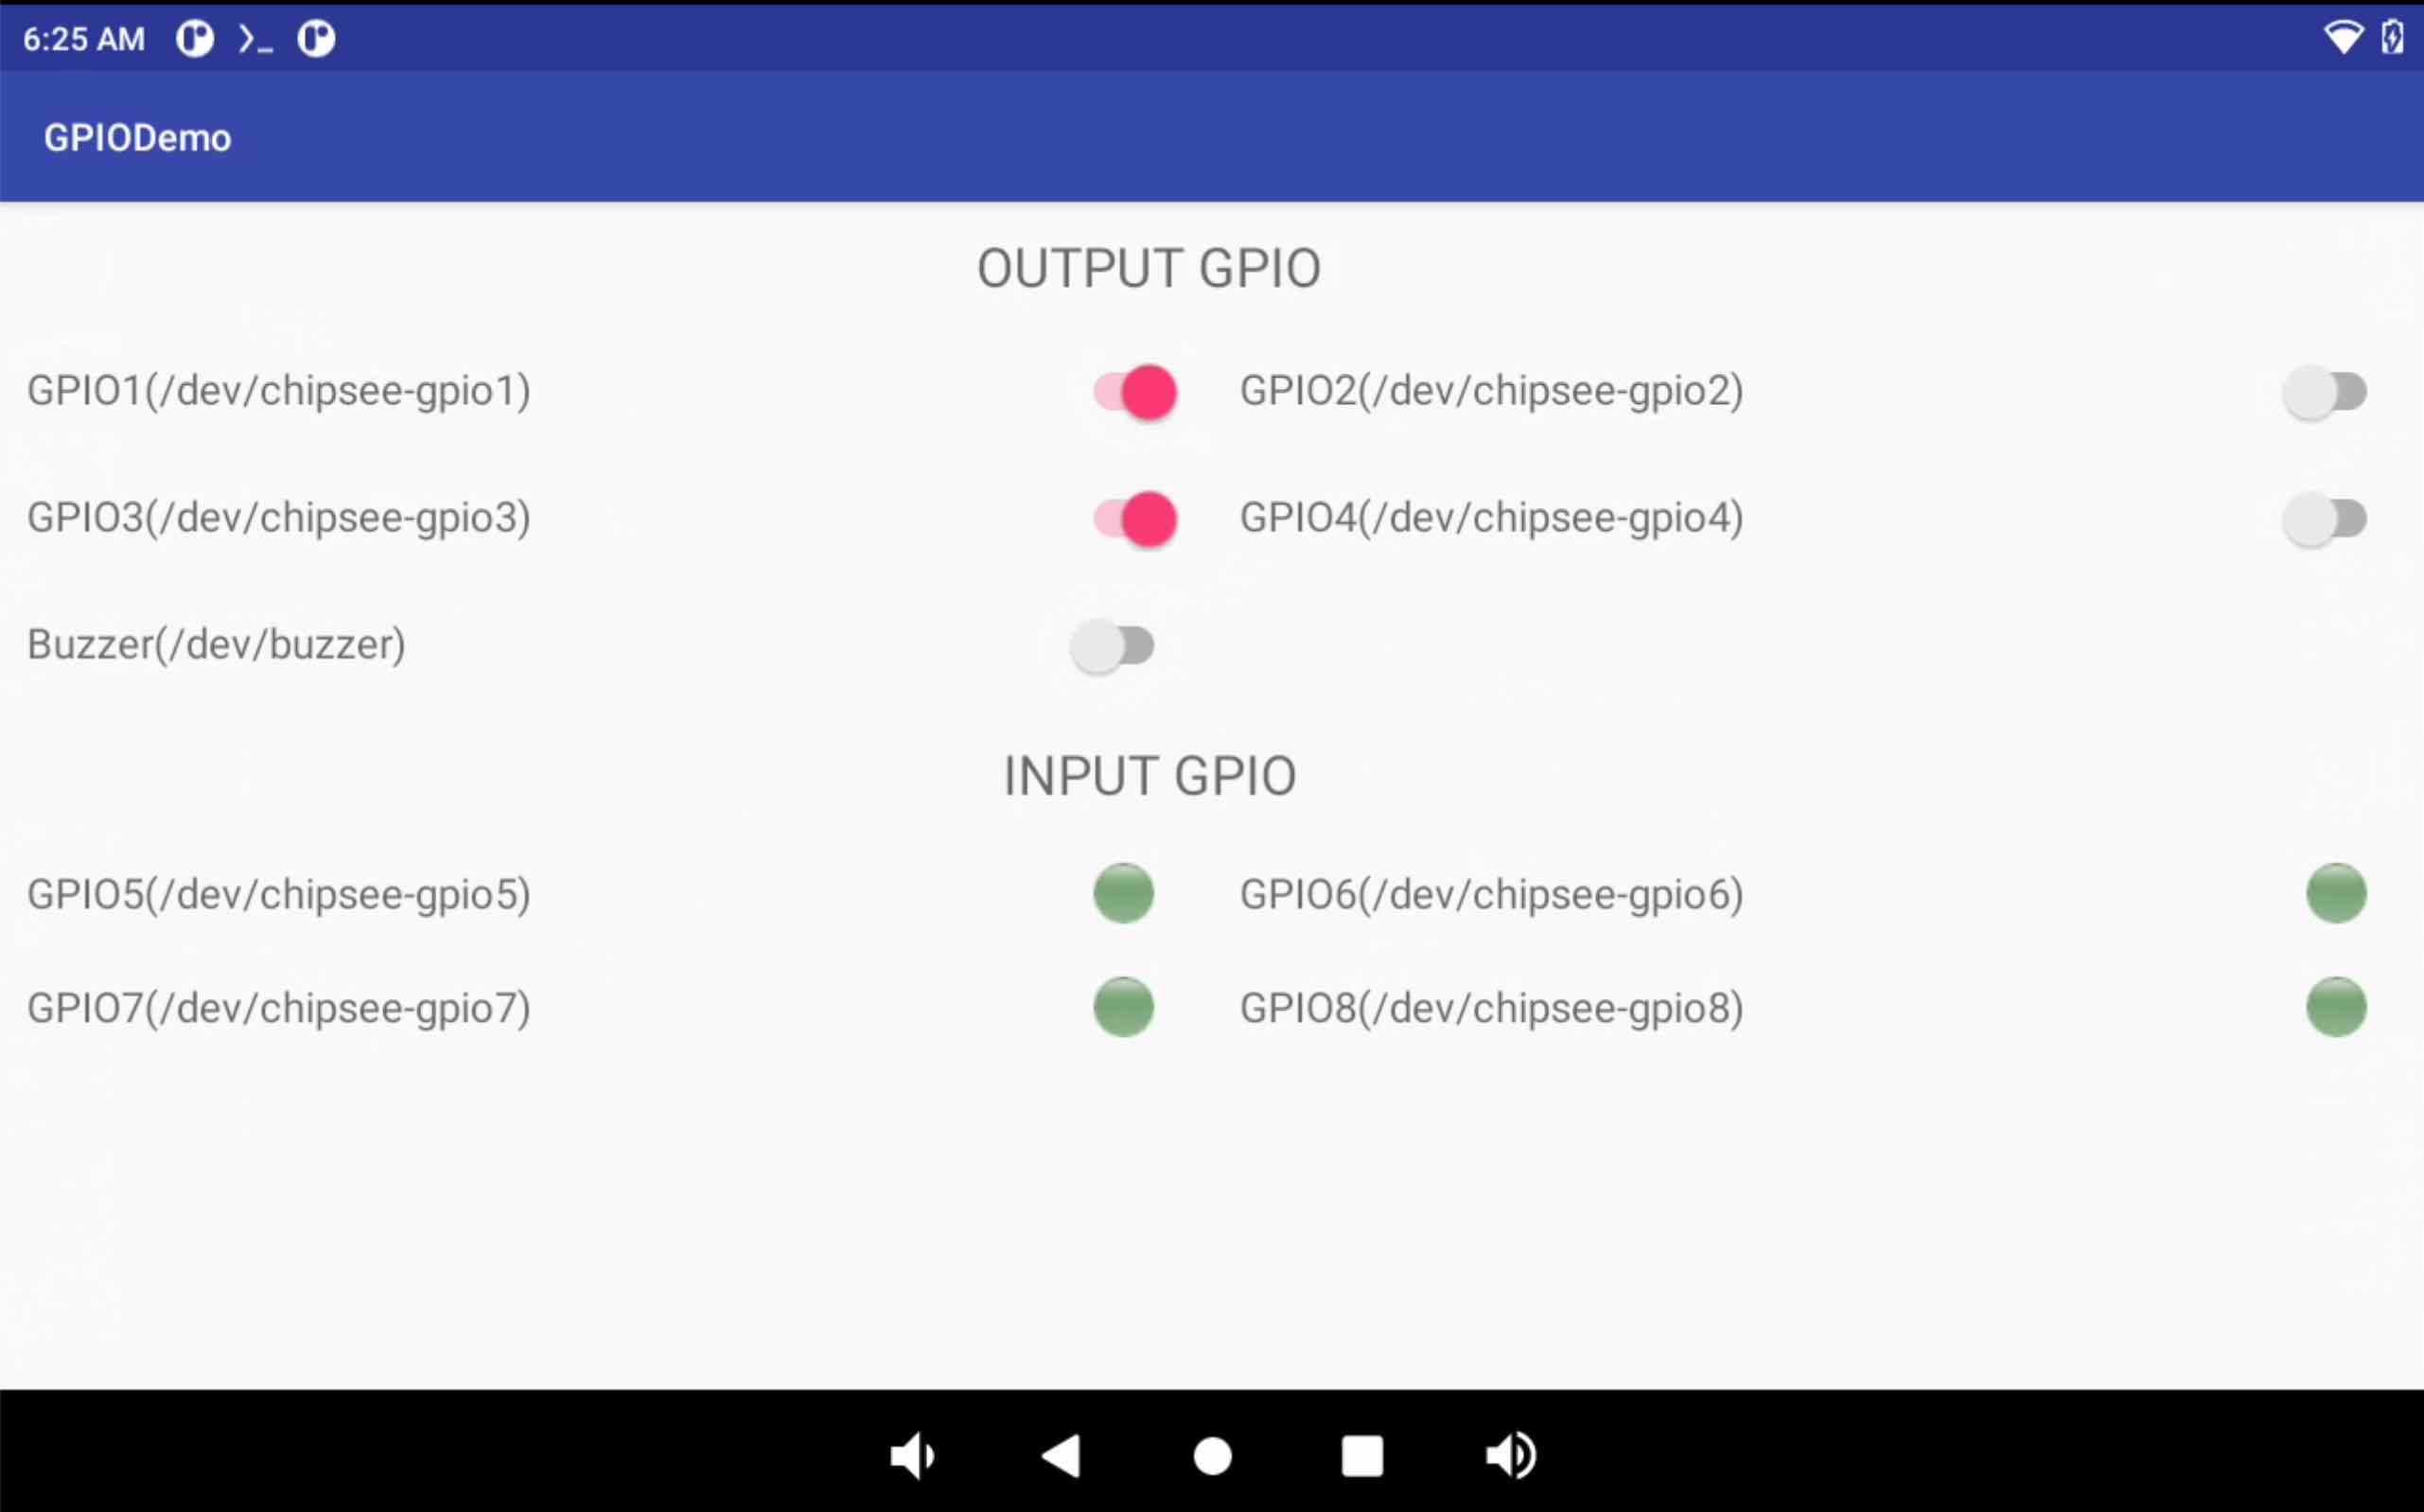 6:25 AM
GPIODemo
OUTPUT GPIO
GPIO1(/dev/chipsee-gpio1) GPIO2(/dev/chipsee-gpio2)
GPIO3(/dev/chipsee-gpio3) GPIO4(/dev/chipsee-gpio4)
Buzzer(/dev/buzzer)
INPUT GPIO
GPIO5(/dev/chipsee-gpio5) GPIO6(/dev/chipsee-gpio6)
GPIO7(/dev/chipsee-gpio7) GPIO8(/dev/chipsee-gpio8)